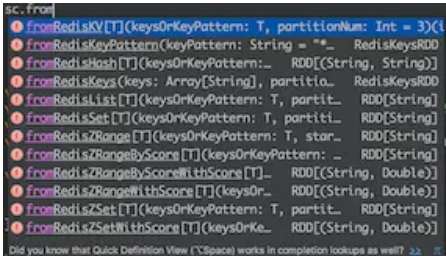 sc.from
fromRedisKV[T](keysOrKeyPattern: T, partitionNum: Int = 3)(i
fromRedisKeyPattern(keyPattern: String = "*… RedisKeysRDD
fromRedisHash[T](keysOrKeyPattern:… RDD[(String, String)]
fromRedisKeys(keys: Array[String], partitio… RedisKeysRDD
fromRedisList[T](keysOrKeyPattern: T, partit… RDD[String]
fromRedisSet[T](keysOrKeyPattern: T, partiti… RDD[String]
fromRedisZRange[T](keysOrKeyPattern: T, star… RDD[String]
fromRedisZRangeByScore[T](keysOrKeyPattern: … RDD[String]
fromRedisZRangeByScoreWithScore[T]… RDD[(String, Double)]
fromRedisZRangeWithScore[T](keysOr… RDD[(String, Double)]
fromRedisZSet[T](keysOrKeyPattern: T, partit… RDD[String]
fromRedisZSetWithScore[T](keysOrKe… RDD[(String, Double)]
Did you know that Quick Definition View (⌥Space) works in completion lookups as well? >> π